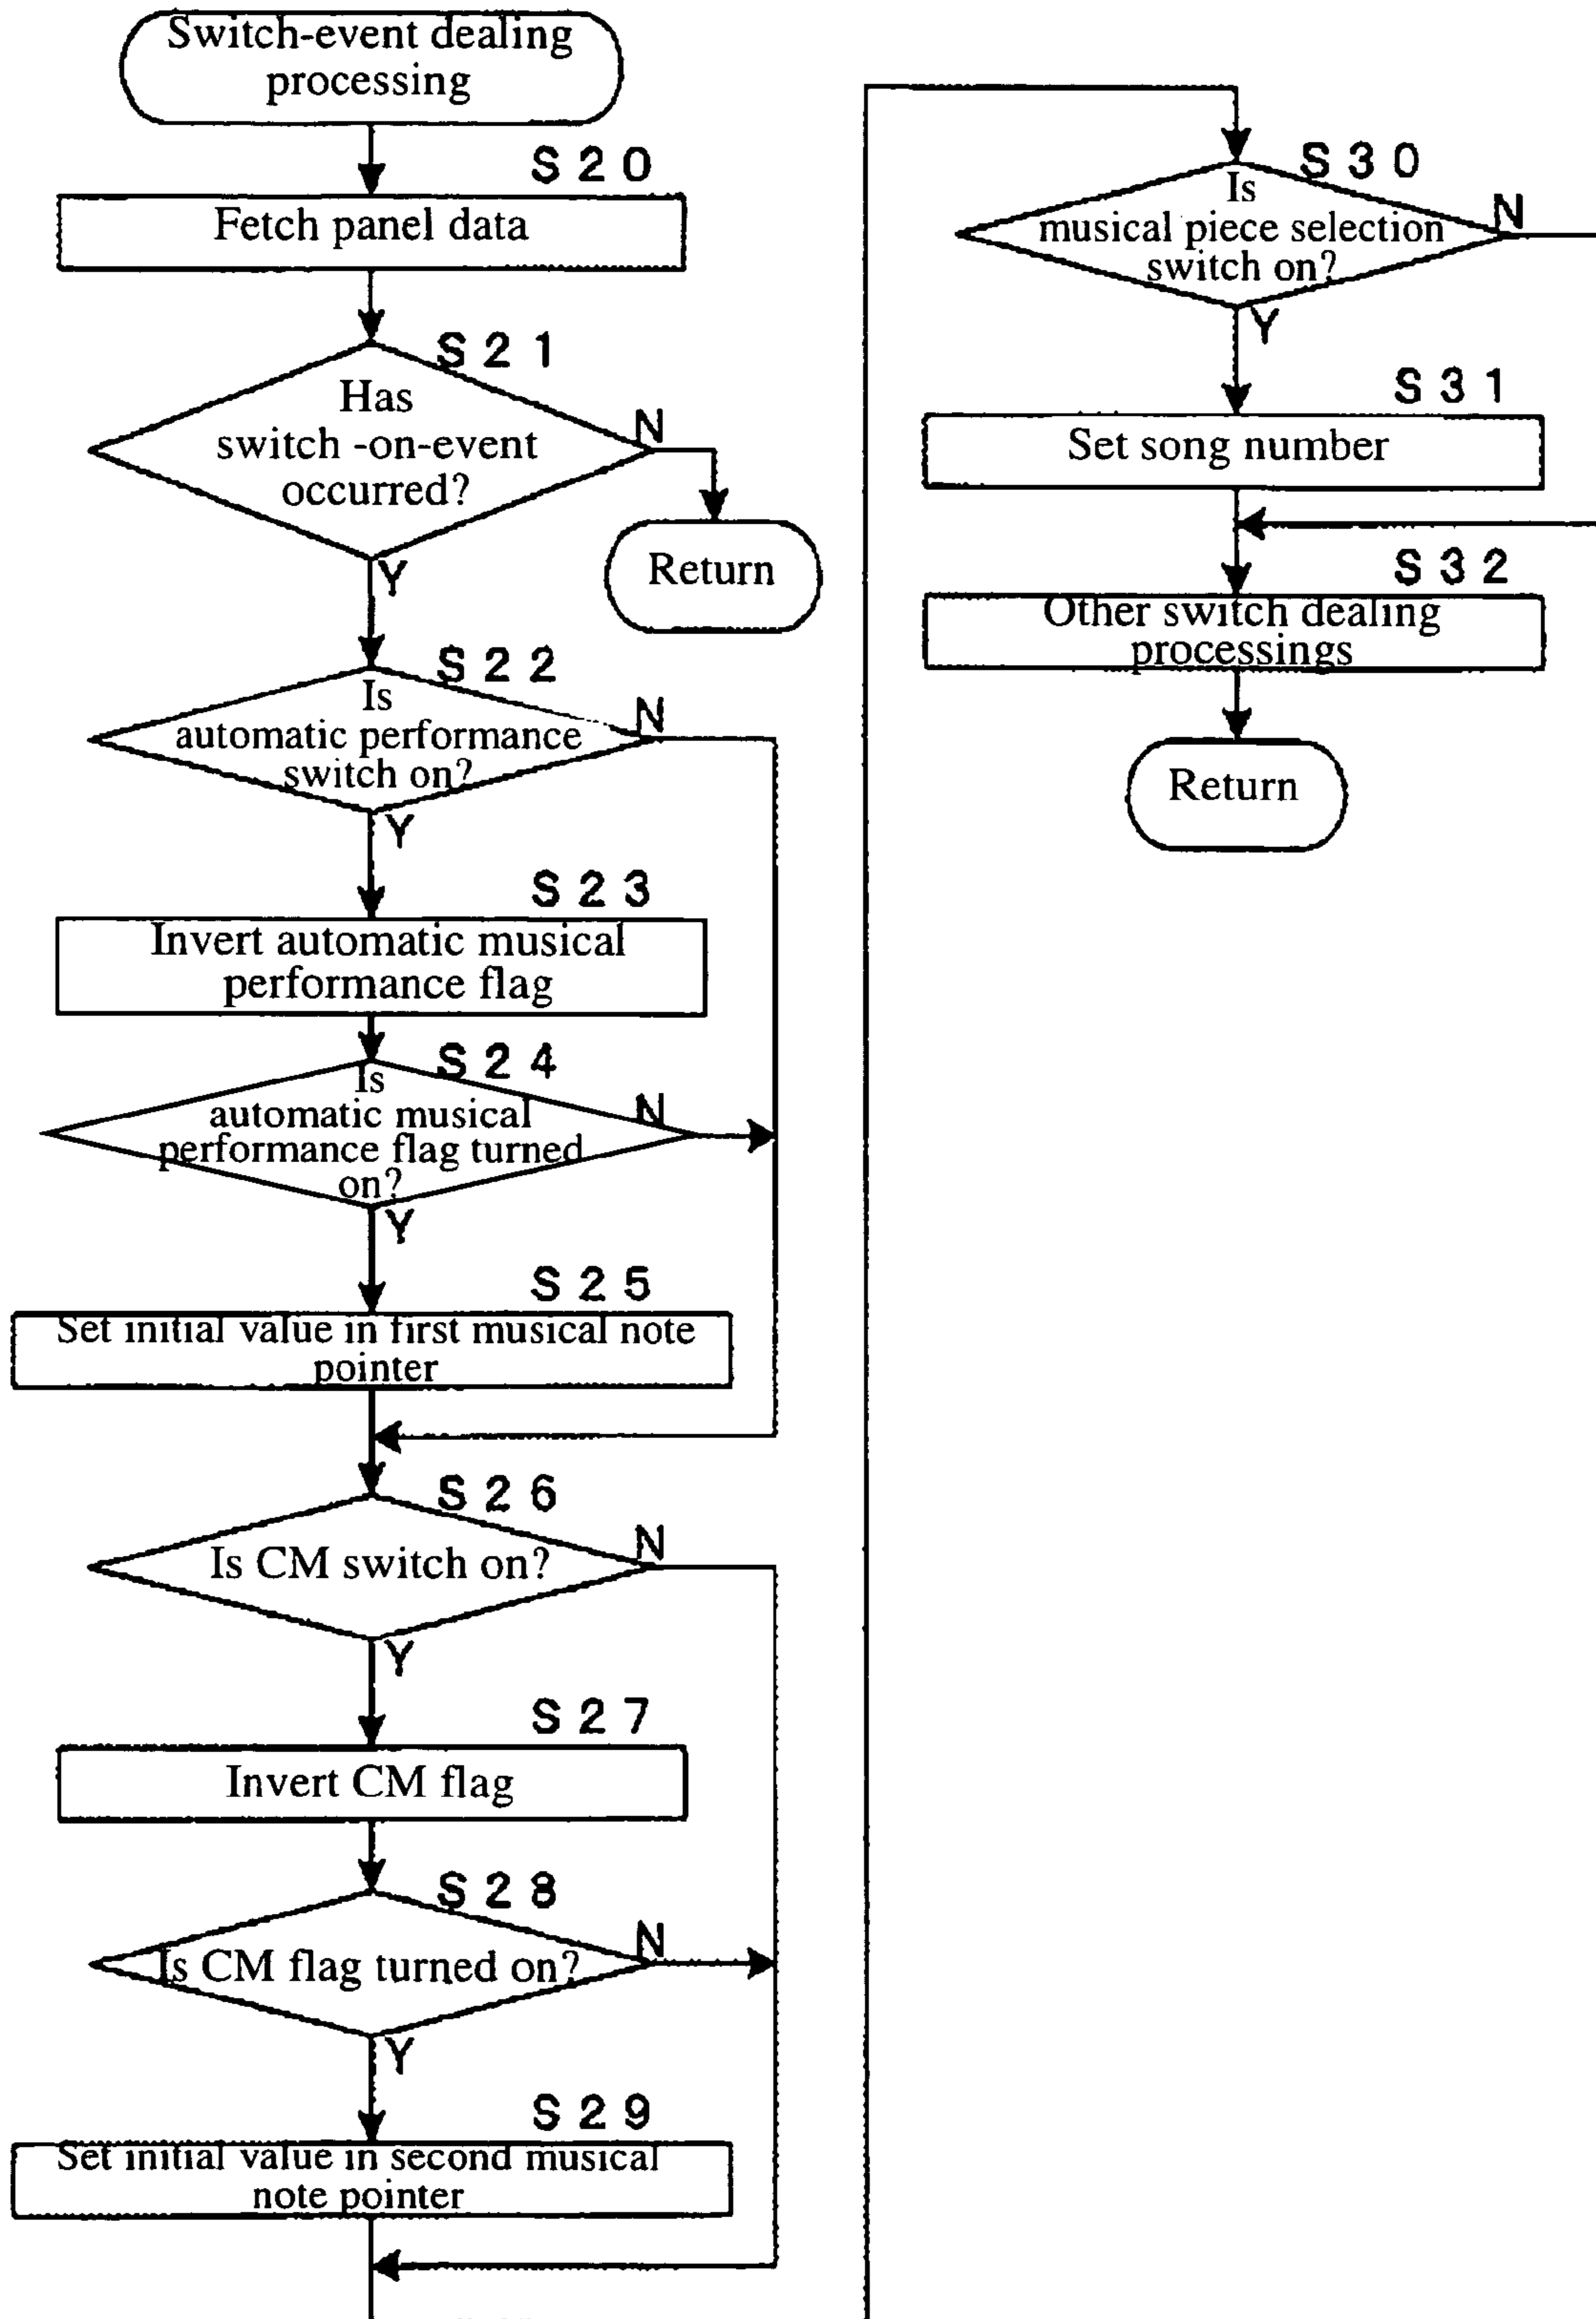 Switch-event dealing
processing
S20
Fetch panel data
S21
Has
switch -on-event
occurred?
N
Return
Y
S22
Is
automatic performance
switch on?
N
Y
S23
Invert automatic musical
performance flag
S24
Is
automatic musical
performance flag turned
on?
N
Y
S25
Set initial value in first musical note
pointer
S26
Is CM switch on?
N
Y
S27
Invert CM flag
S28
Is CM flag turned on?
N
Y
S29
Set initial value in second musical
note pointer
S30
Is
musical piece selection
switch on?
N
Y
S31
Set song number
S32
Other switch dealing
processings
Return